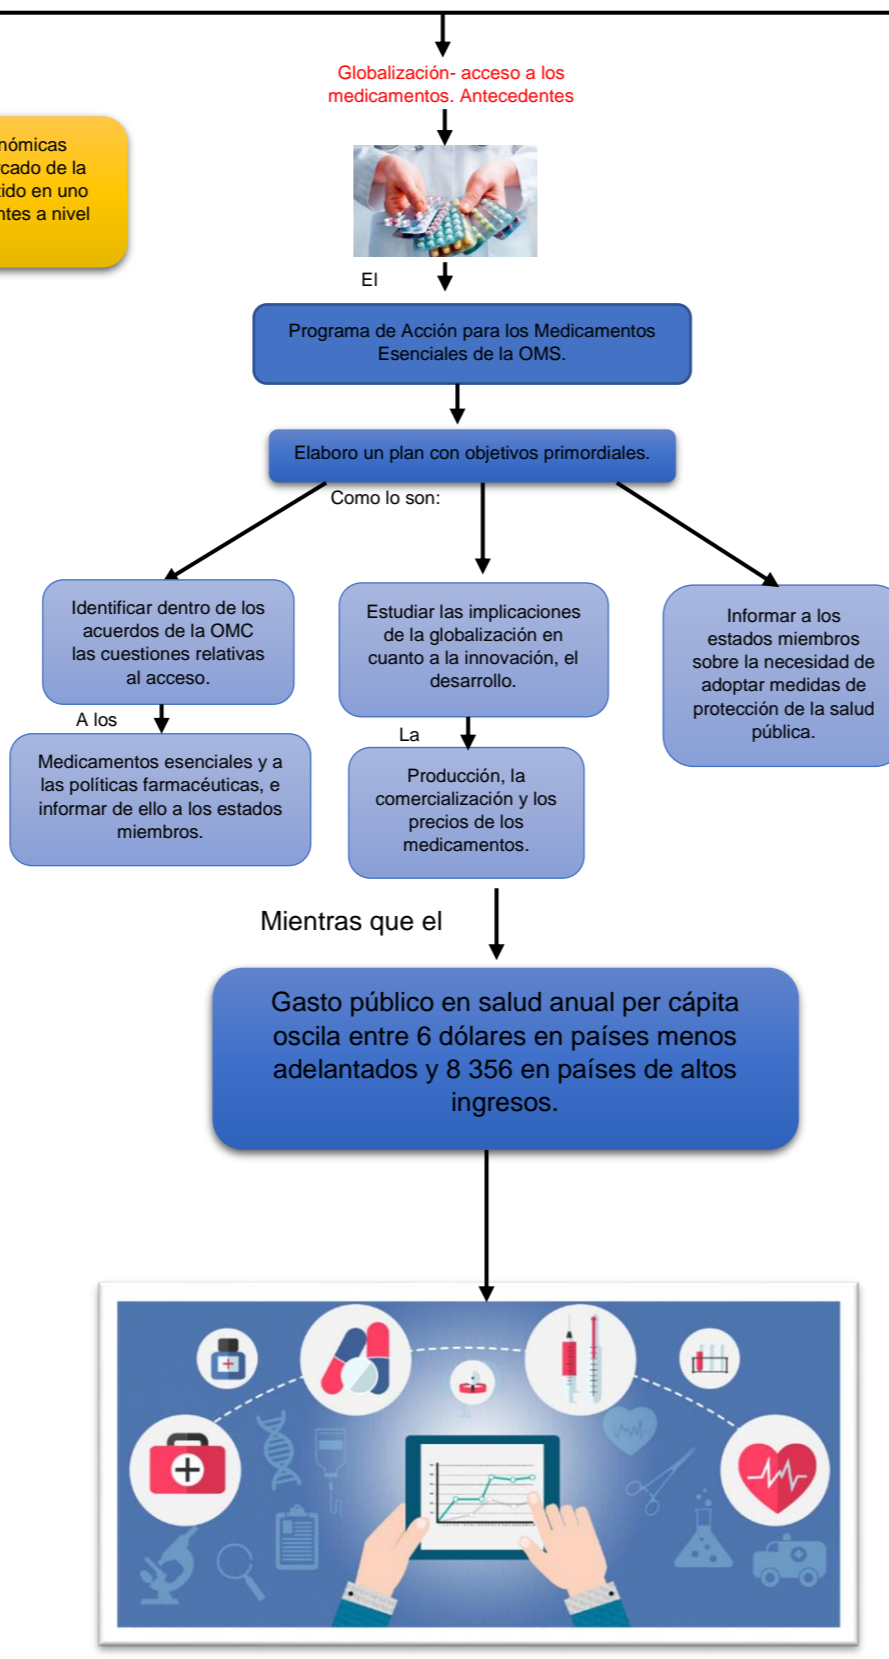 Globalización- acceso a los
medicamentos. Antecedentes
nómicas
cado de la
tido en uno
ntes a nivel
El
Programa de Acción para los Medicamentos
Esenciales de la OMS.
Elaboro un plan con objetivos primordiales.
Como lo son:
Identificar dentro de los
acuerdos de la OMC
las cuestiones relativas
al acceso.
Estudiar las implicaciones
de la globalización en
cuanto a la innovación, el
desarrollo.
Informar a los
estados miembros
sobre la necesidad de
adoptar medidas de
protección de la salud
pública.
A los
La
Medicamentos esenciales y a
las políticas farmacéuticas, e
informar de ello a los estados
miembros.
Producción, la
comercialización y los
precios de los
medicamentos.
Mientras que el
Gasto público en salud anual per cápita
oscila entre 6 dólares en países menos
adelantados y 8 356 en países de altos
ingresos.